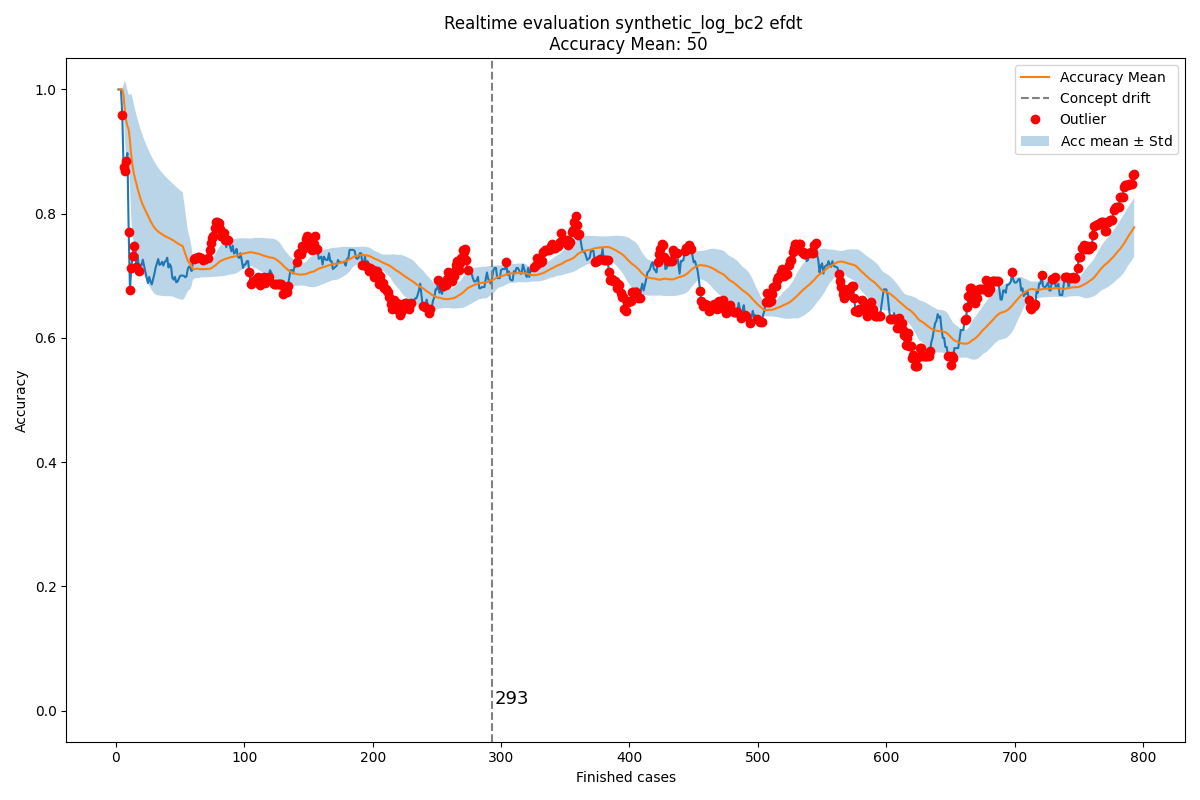 Realtime evaluation synthetic_log_bc2 efdt
Accuracy Mean: 50
Accuracy Mean
Concept drift
Outlier
Acc mean ± Std
1.0
0.8
0.6
0.4
0.2
0.0
Accuracy
293
0 100 200 300 400 500 600 700 800
Finished cases